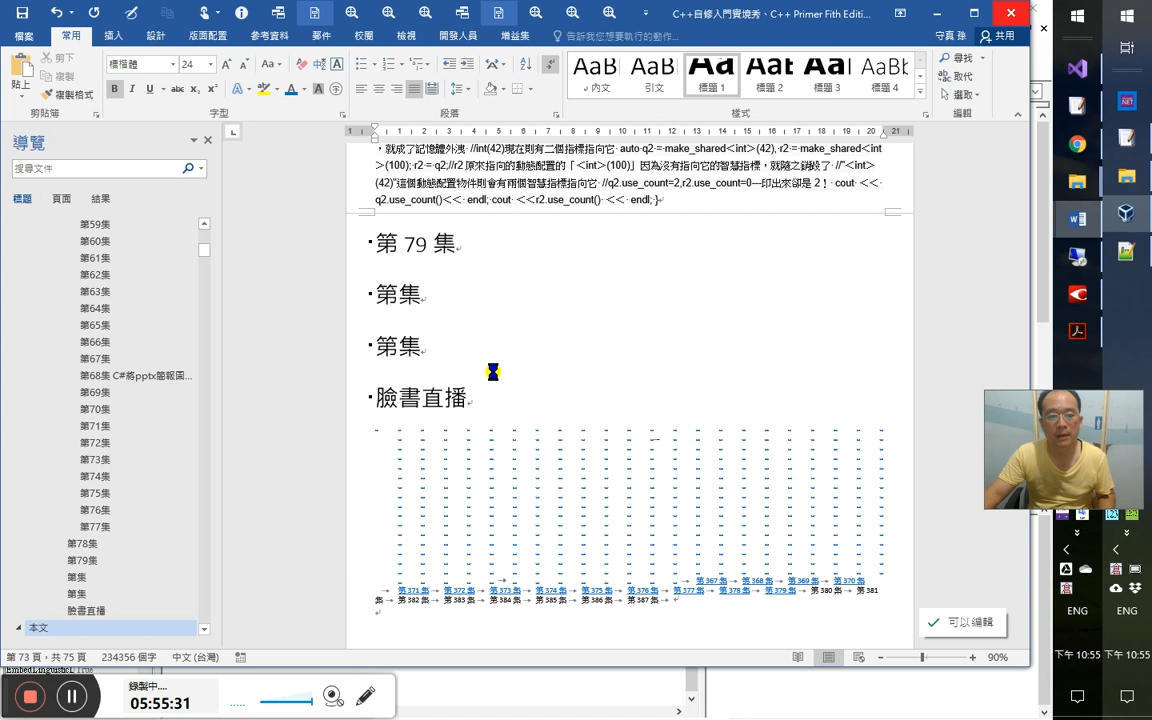 C++自修入門實境秀、C++ Primer Fith Editi...
檔案 常用 插入 設計 版面配置 參考資料 郵件 校閱 檢視 開發人員 增益集 告訴我您想要執行的動作... 守真 孫 共用
貼上 剪下 複製 複製格式 剪貼簿
標楷體 24 字型
段落
AaB AaB Aa AaB AaB AaBb
內文 引文 標題 1 標題 2 標題 3 標題 4
樣式
尋找 取代 選取 編輯
導覽
搜尋文件
標題 頁面 結果
第59集
第60集
第61集
第62集
第63集
第64集
第65集
第66集
第67集
第68集 C#將pptx簡報圖...
第69集
第70集
第71集
第72集
第73集
第74集
第75集
第76集
第77集
第78集
第79集
第集
第集
臉書直播
本文
，就成了記憶體外洩 //int(42)現在則有二個指標指向它 auto q2 = make_shared<int>(42), r2 = make_shared<int
>(100); r2 = q2;//r2 原來指向的動態配置的「<int>(100)」因為沒有指向它的智慧指標，就隨之銷毀了 //"<int>
(42)"這個動態配置物件則會有兩個智慧指標指向它 //q2.use_count=2,r2.use_count=0—印出來卻是 2！ cout <<
q2.use_count()<< endl; cout <<r2.use_count() << endl; }
第 79 集
第集
第集
臉書直播
第 367 集 → 第 368 集 → 第 369 集 → 第 370 集
→ 第 371 集 → 第 372 集 → 第 373 集 → 第 374 集 → 第 375 集 → 第 376 集 → 第 377 集 → 第 378 集 → 第 379 集 → 第 380 集 → 第 381
集 → 第 382 集 → 第 383 集 → 第 384 集 → 第 385 集 → 第 386 集 → 第 387 集 →
可以編輯
第 73 頁，共 75 頁 234356 個字 中文 (台灣) 90%
錄製中....
05:55:31
ENG ENG
下午 10:55 下午 10:55